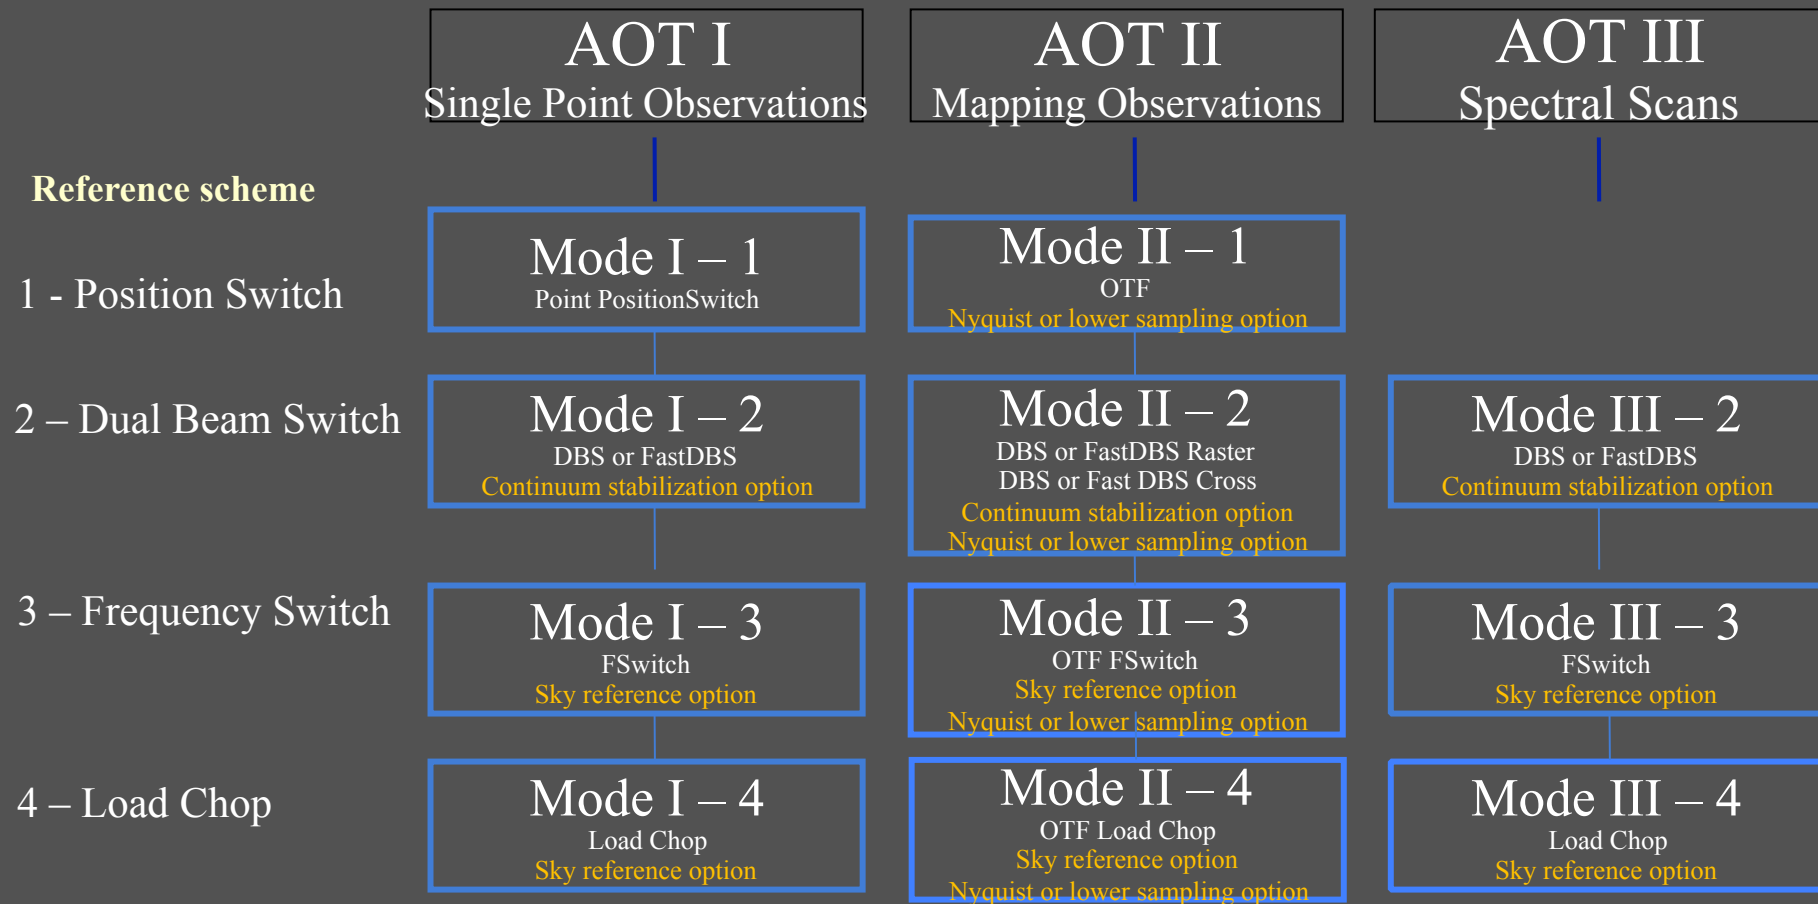 AOT I
Single Point Observations
AOT II
Mapping Observations
AOT III
Spectral Scans
Reference scheme
1 - Position Switch
Mode I – 1
Point PositionSwitch
Mode II – 1
OTF
Nyquist or lower sampling option
2 – Dual Beam Switch
Mode I – 2
DBS or FastDBS
Continuum stabilization option
Mode II – 2
DBS or FastDBS Raster
DBS or Fast DBS Cross
Continuum stabilization option
Nyquist or lower sampling option
Mode III – 2
DBS or FastDBS
Continuum stabilization option
3 – Frequency Switch
Mode I – 3
FSwitch
Sky reference option
Mode II – 3
OTF FSwitch
Sky reference option
Nyquist or lower sampling option
Mode III – 3
FSwitch
Sky reference option
4 – Load Chop
Mode I – 4
Load Chop
Sky reference option
Mode II – 4
OTF Load Chop
Sky reference option
Nyquist or lower sampling option
Mode III – 4
Load Chop
Sky reference option